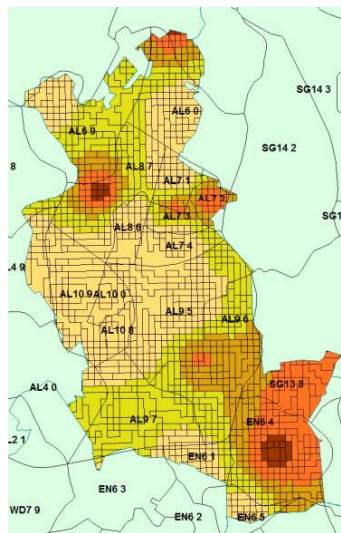 SG14 3
AL6 0
AL6 9
SG14 2
8
AL8 7
AL7 1
AL7 2
AL7 3
SG1
AL8 6
AL7 4
4 9
AL10 9
AL10 0
AL9 5
AL9 6
AL10 8
SG13 8
AL4 0
AL9 7
EN6 4
2 1
EN6 1
EN6 3
WD7 9
EN6 2
EN6 5